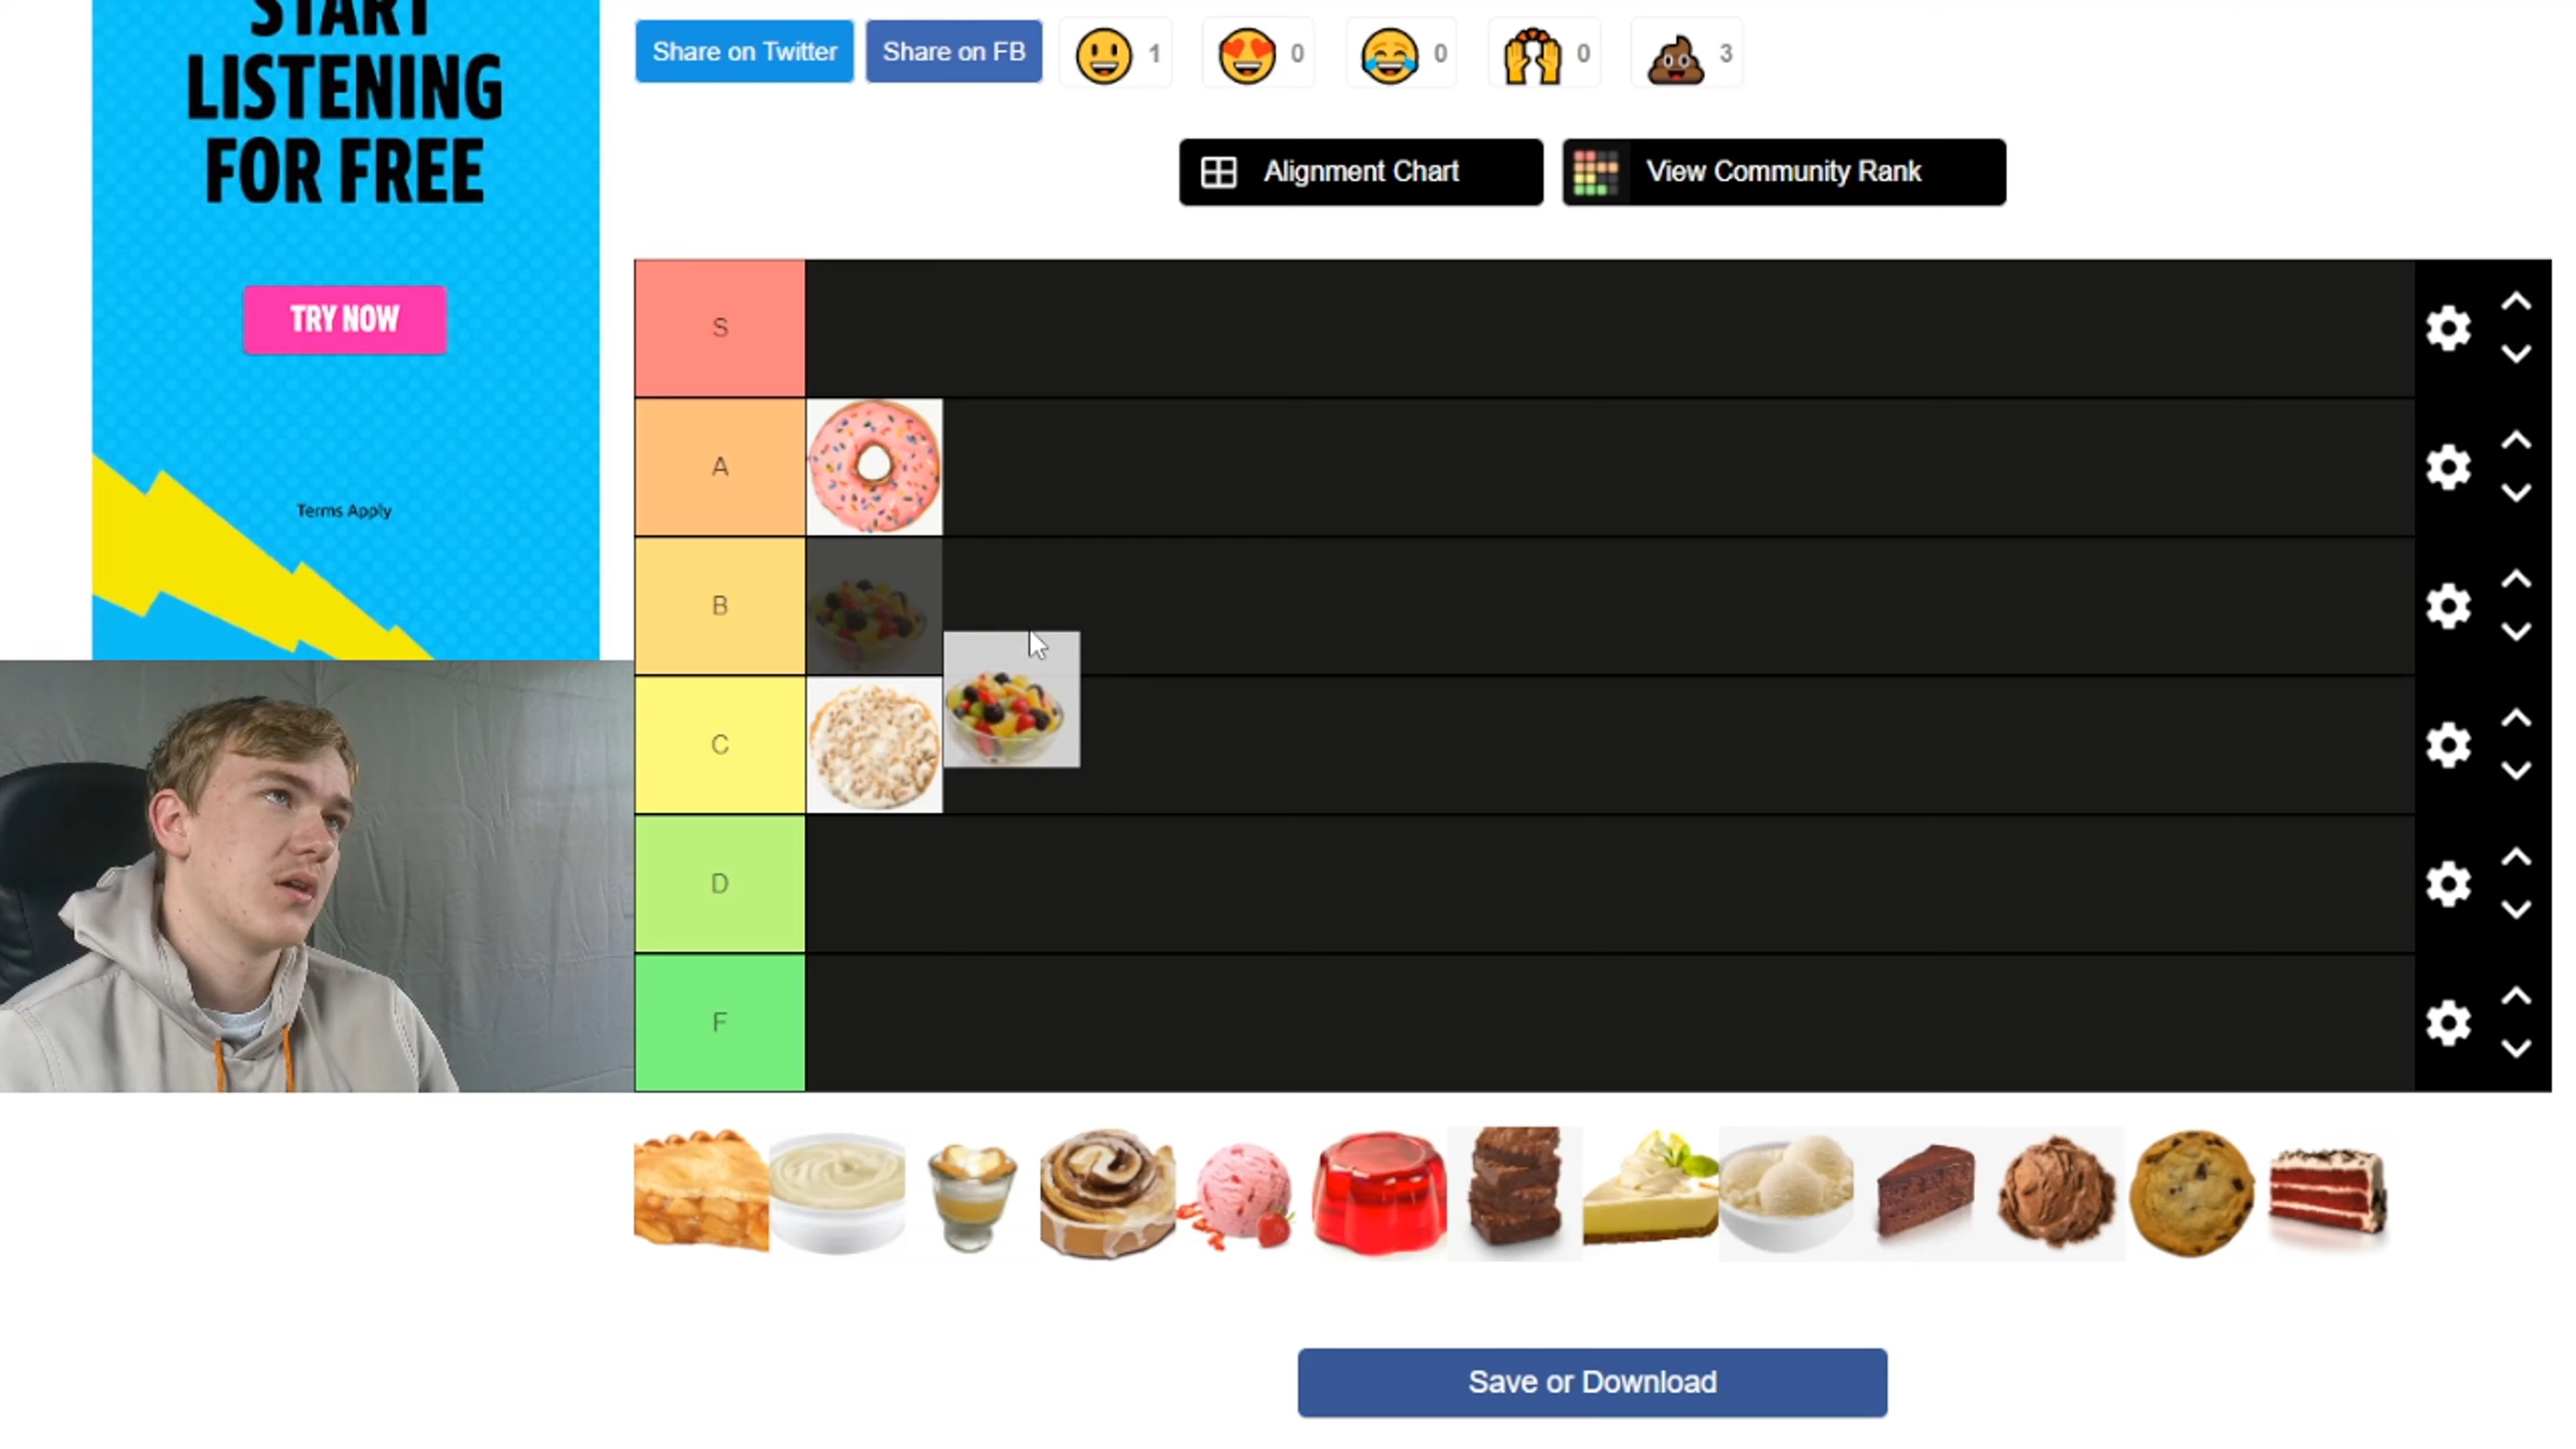 START
LISTENING
FOR FREE
TRY NOW
Terms Apply
Share on Twitter
Share on FB
1
0
0
0
3
Alignment Chart
View Community Rank
S
A
B
C
D
F
Save or Download